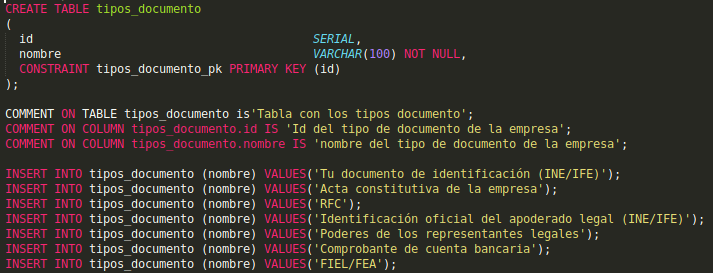 CREATE TABLE tipos_documento
(
id SERIAL,
nombre VARCHAR(100) NOT NULL,
CONSTRAINT tipos_documento_pk PRIMARY KEY (id)
);
COMMENT ON TABLE tipos_documento is'Tabla con los tipos documento';
COMMENT ON COLUMN tipos_documento.id IS 'Id del tipo de documento de la empresa';
COMMENT ON COLUMN tipos_documento.nombre IS 'nombre del tipo de documento de la empresa';
INSERT INTO tipos_documento (nombre) VALUES('Tu documento de identificación (INE/IFE)');
INSERT INTO tipos_documento (nombre) VALUES('Acta constitutiva de la empresa');
INSERT INTO tipos_documento (nombre) VALUES('RFC');
INSERT INTO tipos_documento (nombre) VALUES('Identificación oficial del apoderado legal (INE/IFE)');
INSERT INTO tipos_documento (nombre) VALUES('Poderes de los representantes legales');
INSERT INTO tipos_documento (nombre) VALUES('Comprobante de cuenta bancaria');
INSERT INTO tipos_documento (nombre) VALUES('FIEL/FEA');